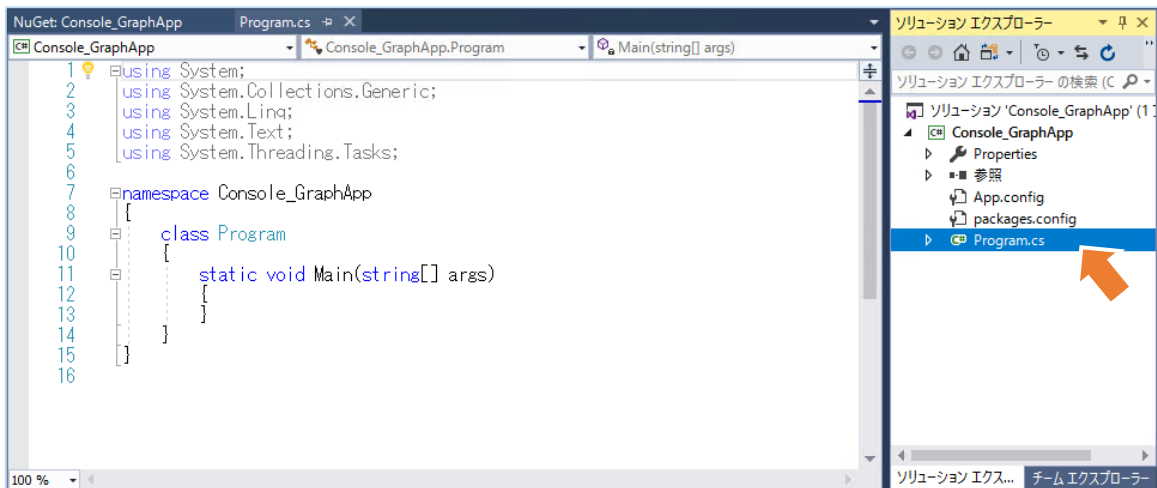 NuGet: Console_GraphApp
Program.cs
Console_GraphApp
Console_GraphApp.Program
Main(string[] args)
1 using System;
2 using System.Collections.Generic;
3 using System.Linq;
4 using System.Text;
5 using System.Threading.Tasks;
6
7 namespace Console_GraphApp
8 {
9 class Program
10 {
11 static void Main(string[] args)
12 {
13 }
14 }
15 }
16
100 %
ソリューション エクスプローラー
ソリューション エクスプローラー の検索 (C
ソリューション 'Console_GraphApp' (1
C# Console_GraphApp
Properties
参照
App.config
packages.config
C# Program.cs
ソリューション エクス...
チーム エクスプローラー